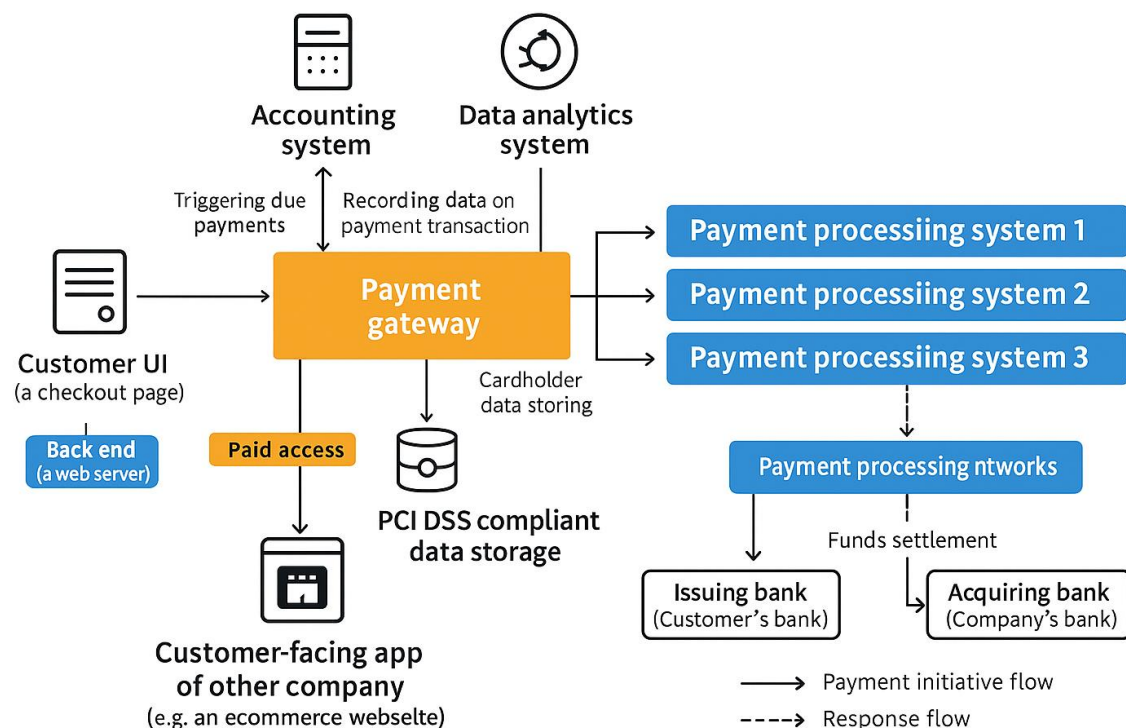 Accounting
system
Data analytics
system
Triggering due
payments
Recording data on
payment transaction
Payment
gateway
Payment processiing system 1
Payment processiing system 2
Payment processiing system 3
Customer UI
(a checkout page)
Back end
(a web server)
Paid access
Cardholder
data storing
PCI DSS compliant
data storage
Payment processing ntworks
Funds settlement
Issuing bank
(Customer's bank)
Acquiring bank
(Company's bank)
Customer-facing app
of other company
(e.g. an ecommerce webselte)
Payment initiative flow
Response flow